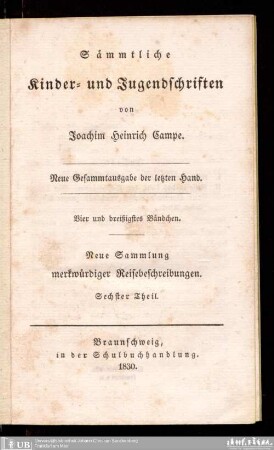 Sämmtliche
Kinder- und Jugendschriften
von
Joachim Heinrich Campe.
Neue Gesammtausgabe der letzten Hand.
Vier und dreißigstes Bändchen.
Neue Sammlung
merkwürdiger Reisebeschreibungen.
Sechster Theil.
Braunschweig,
in der Schulbuchhandlung.
1830.
UB